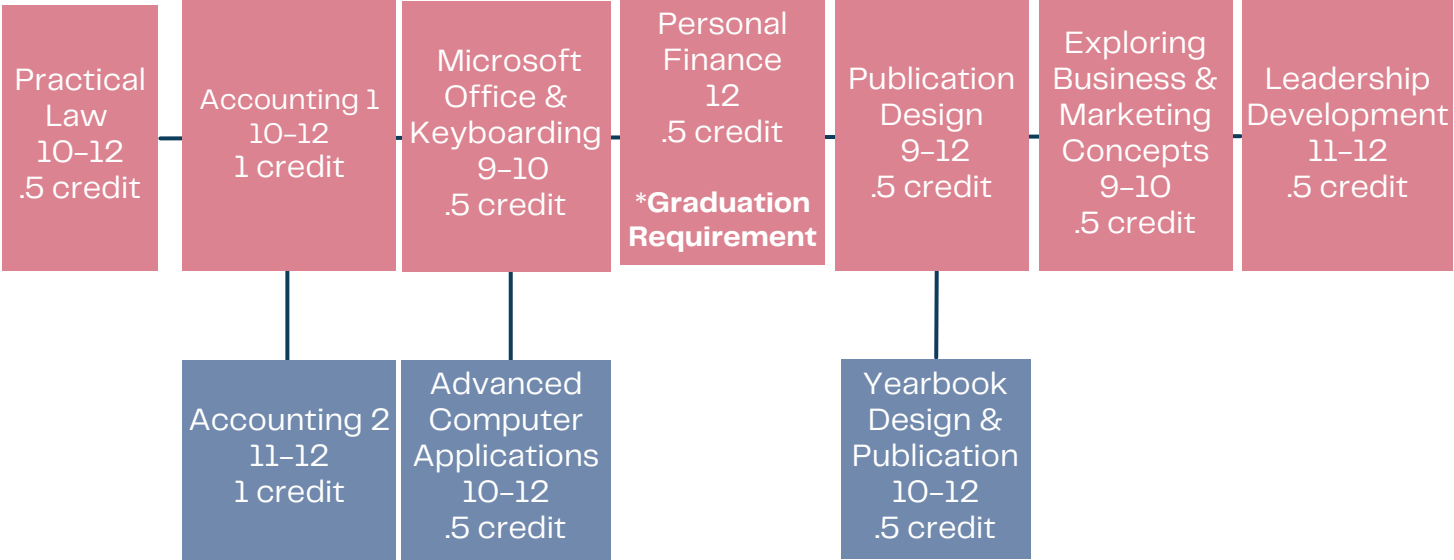 Practical
Law
10-12
.5 credit
Accounting 1
10-12
1 credit
Microsoft
Office &
Keyboarding
9-10
.5 credit
Personal
Finance
12
.5 credit
*Graduation
Requirement
Publication
Design
9-12
.5 credit
Exploring
Business &
Marketing
Concepts
9-10
.5 credit
Leadership
Development
11-12
.5 credit
Accounting 2
11-12
1 credit
Advanced
Computer
Applications
10-12
.5 credit
Yearbook
Design &
Publication
10-12
.5 credit